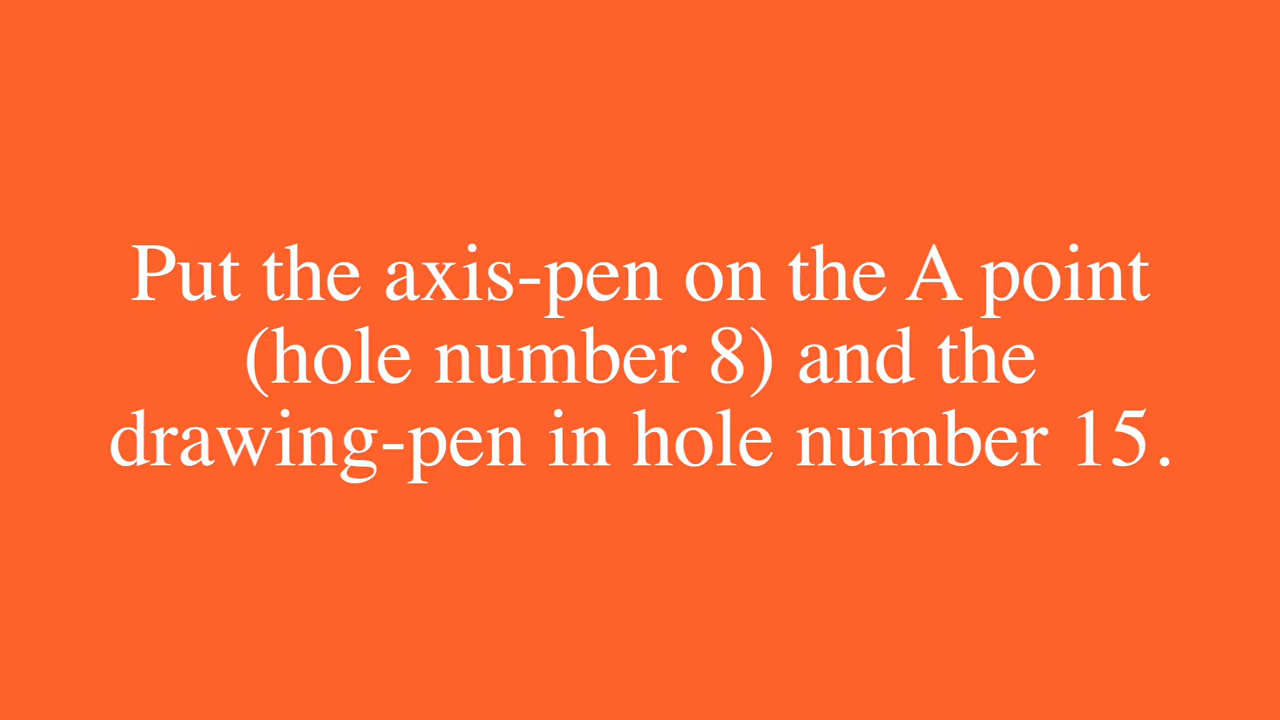 Put the axis-pen on the A point
(hole number 8) and the
drawing-pen in hole number 15.